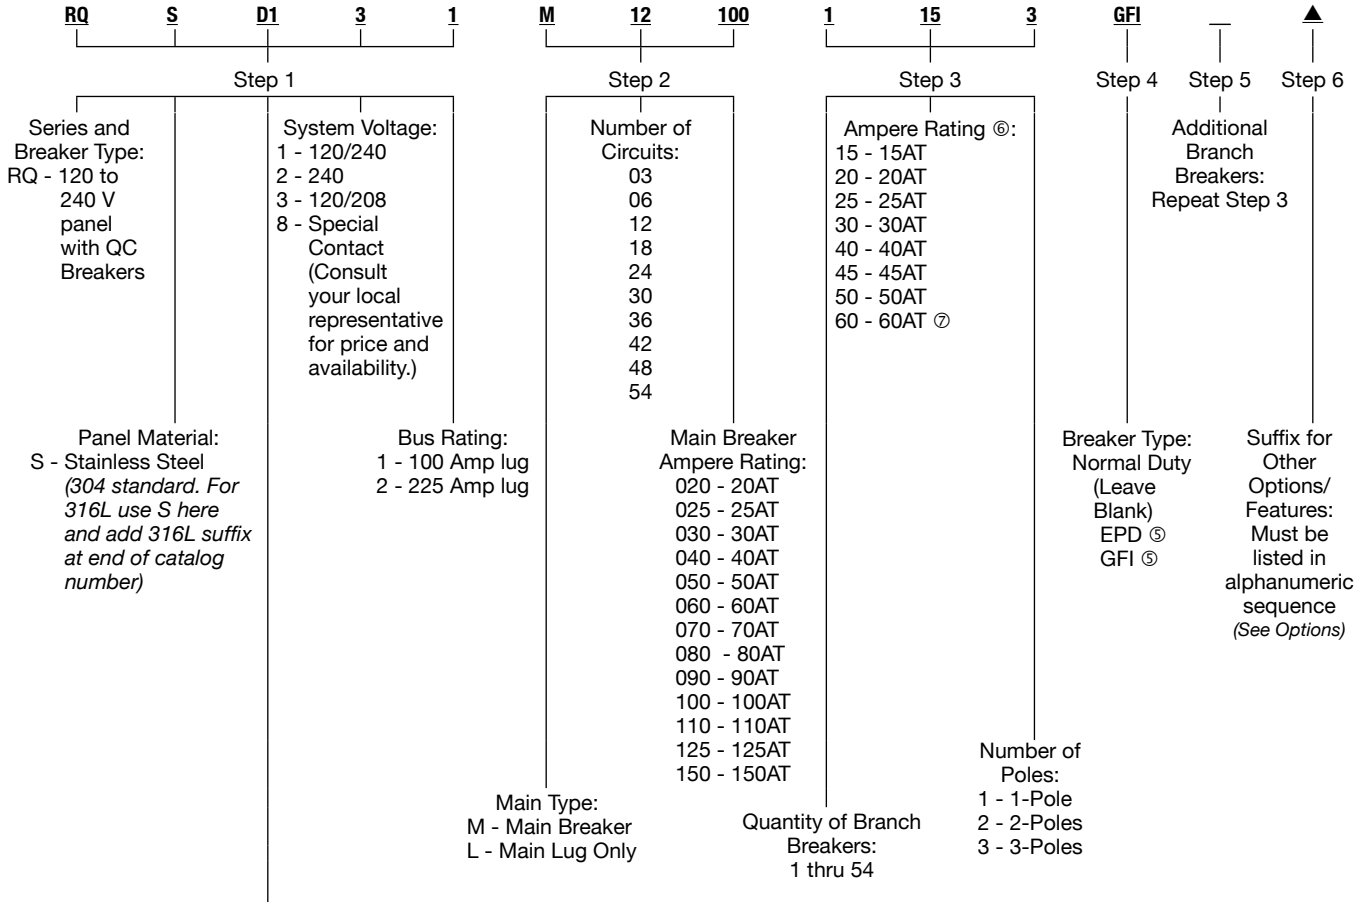 RQ S D1 3 1 M 12 100 1 15 3 GFI __ ▲
Step 1 Step 2 Step 3 Step 4 Step 5 Step 6
Series and
Breaker Type:
RQ - 120 to
240 V
panel
with QC
Breakers
System Voltage:
1 - 120/240
2 - 240
3 - 120/208
8 - Special
Contact
(Consult
your local
representative
for price and
availability.)
Number of
Circuits:
03
06
12
18
24
30
36
42
48
54
Ampere Rating ⑥:
15 - 15AT
20 - 20AT
25 - 25AT
30 - 30AT
40 - 40AT
45 - 45AT
50 - 50AT
60 - 60AT ⑦
Additional
Branch
Breakers:
Repeat Step 3
Panel Material:
S - Stainless Steel
(304 standard. For
316L use S here
and add 316L suffix
at end of catalog
number)
Bus Rating:
1 - 100 Amp lug
2 - 225 Amp lug
Main Breaker
Ampere Rating:
020 - 20AT
025 - 25AT
030 - 30AT
040 - 40AT
050 - 50AT
060 - 60AT
070 - 70AT
080 - 80AT
090 - 90AT
100 - 100AT
110 - 110AT
125 - 125AT
150 - 150AT
Breaker Type:
Normal Duty
(Leave
Blank)
EPD ⑤
GFI ⑤
Suffix for
Other
Options/
Features:
Must be
listed in
alphanumeric
sequence
(See Options)
Main Type:
M - Main Breaker
L - Main Lug Only
Quantity of Branch
Breakers:
1 thru 54
Number of
Poles:
1 - 1-Pole
2 - 2-Poles
3 - 3-Poles